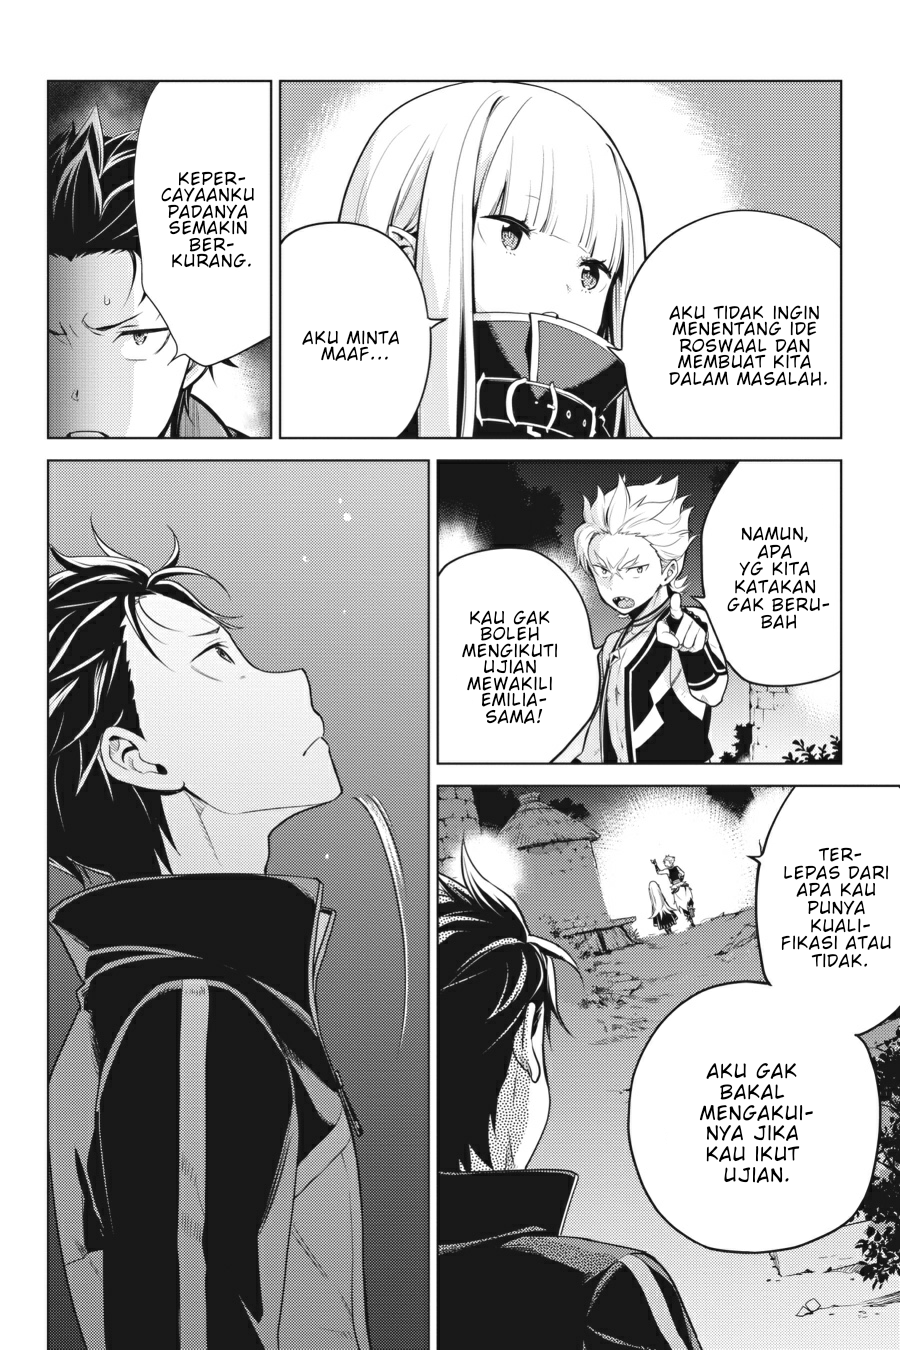 AKU TIDAK INGIN
MENENTANG IDE
ROSWAAL DAN
MEMBUAT KITA
DALAM MASALAH.
AKU MINTA
MAAF...
KEPER-
CAYAANKU
PADANYA
SEMAKIN
BER-
KURANG.
NAMUN,
APA
YG KITA
KATAKAN
GAK BERU-
BAH
KAU GAK
BOLEH
MENGIKUTI
UJIAN
MEWAKILI
EMILIA-
SAMA!
TER-
LEPAS DARI
APA KAU
PUNYA
KUALI-
FIKASI ATAU
TIDAK.
AKU GAK
BAKAL
MENGAKUI-
NYA JIKA
KAU IKUT
UJIAN.